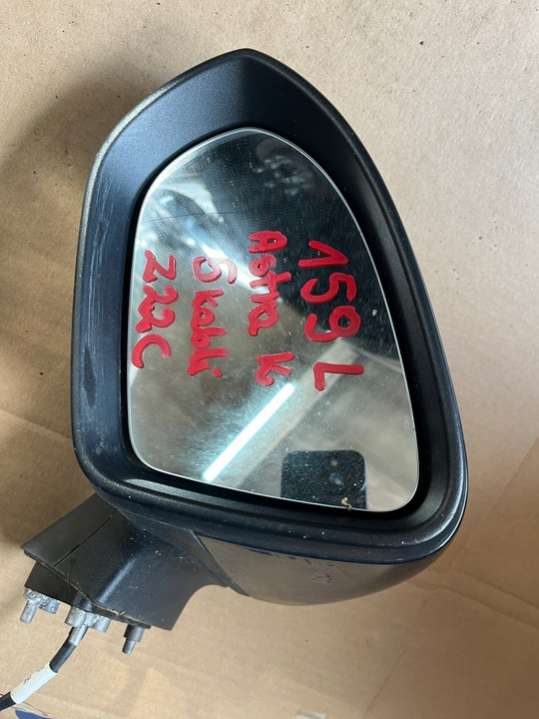 159 L
Astra K
5 kabli
Z22C